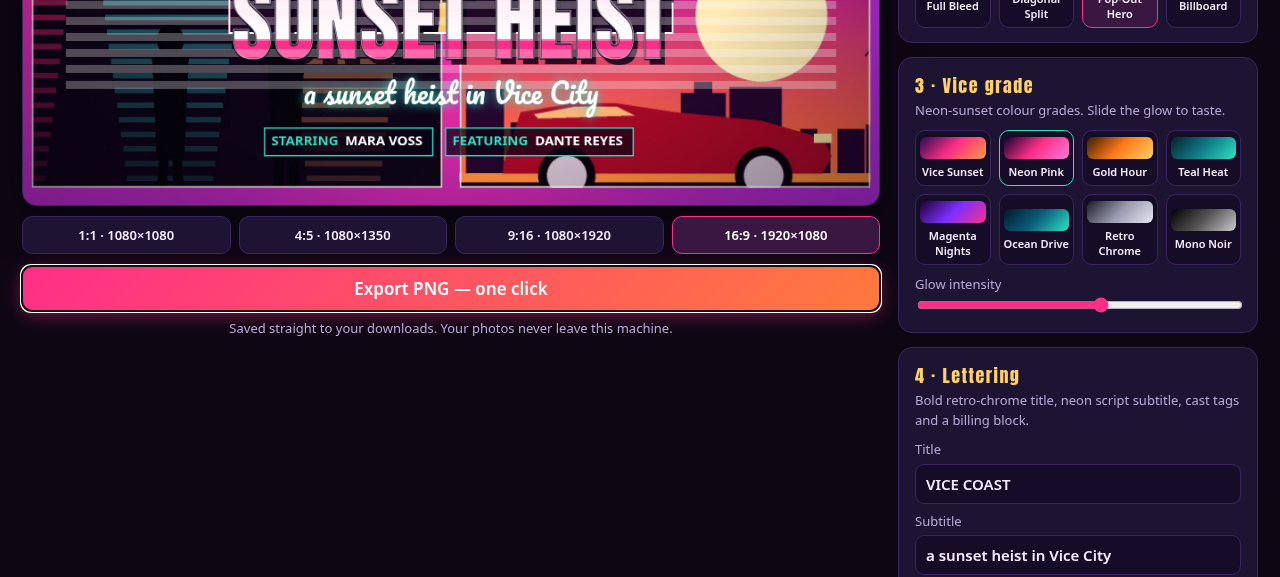 SUNSET HEIST
a sunset heist in Vice City
STARRING MARA VOSS
FEATURING DANTE REYES
1:1 · 1080×1080
4:5 · 1080×1350
9:16 · 1080×1920
16:9 · 1920×1080
Export PNG — one click
Saved straight to your downloads. Your photos never leave this machine.
Full Bleed
Diagonal
Split
Pop-Out
Hero
Billboard
3 · Vice grade
Neon-sunset colour grades. Slide the glow to taste.
Vice Sunset
Neon Pink
Gold Hour
Teal Heat
Magenta
Nights
Ocean Drive
Retro
Chrome
Mono Noir
Glow intensity
4 · Lettering
Bold retro-chrome title, neon script subtitle, cast tags
and a billing block.
Title
VICE COAST
Subtitle
a sunset heist in Vice City